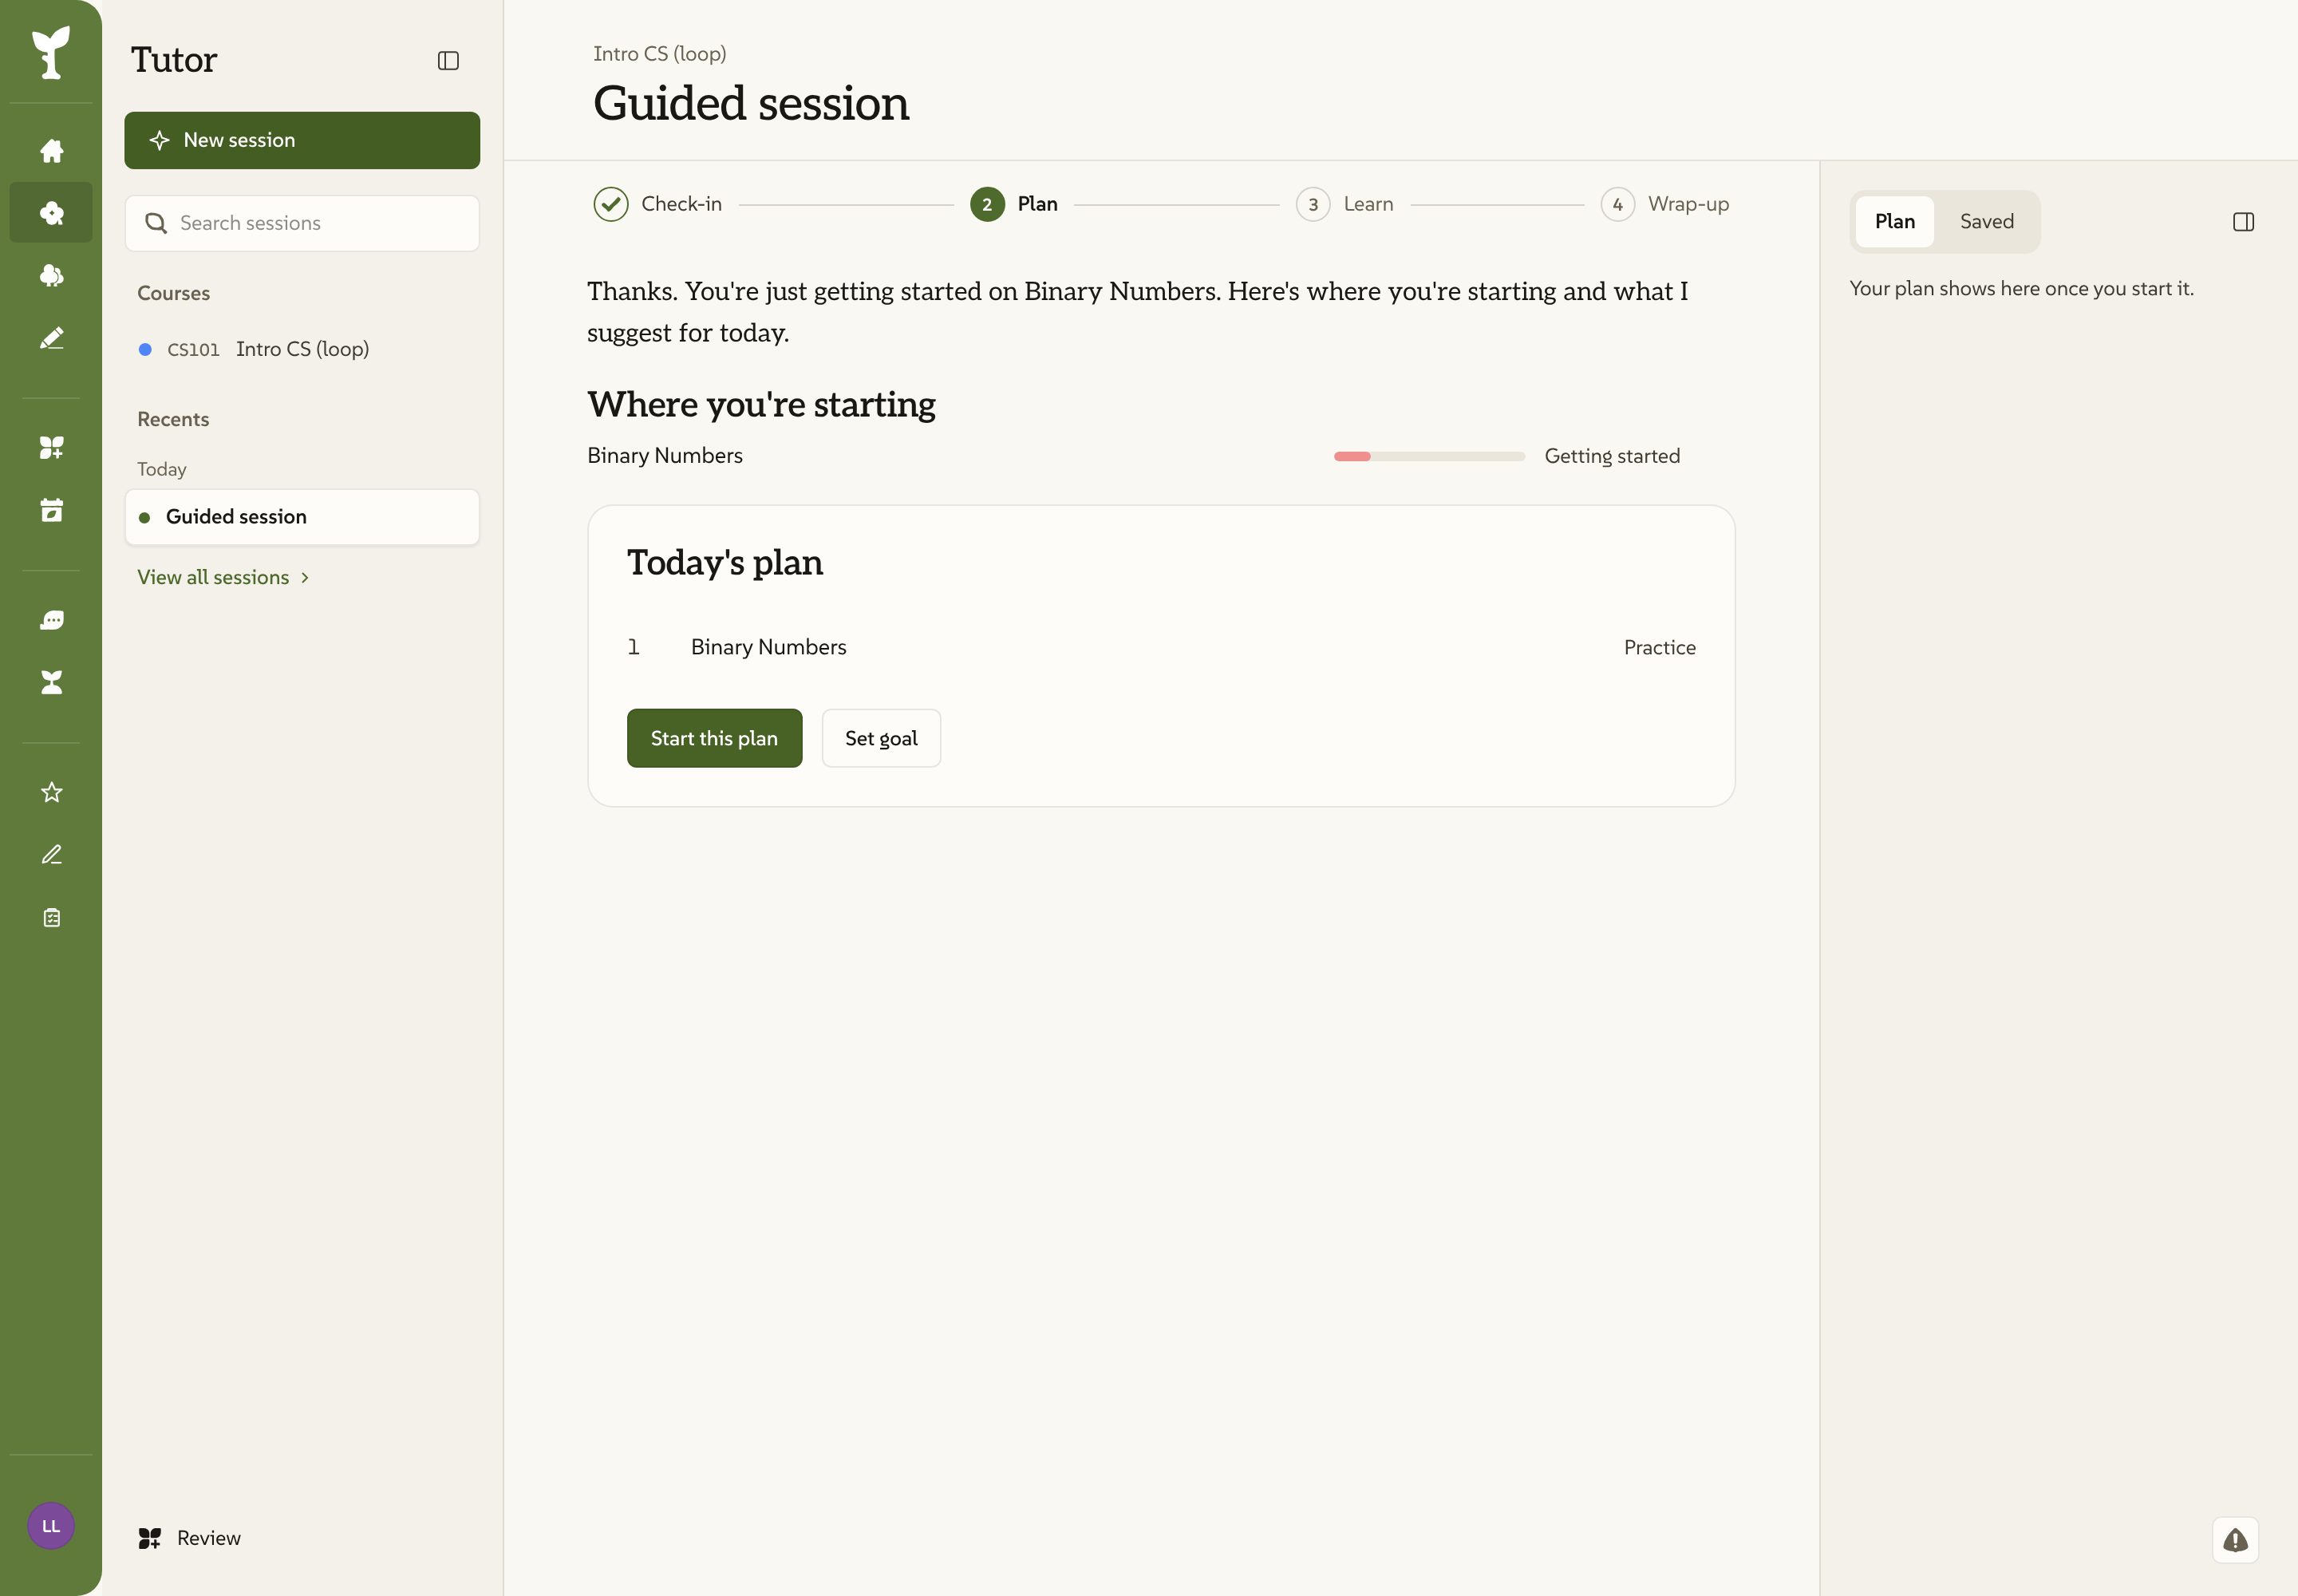 Tutor
New session
Search sessions
Courses
CS101 Intro CS (loop)
Recents
Today
Guided session
View all sessions
Review
LL
Intro CS (loop)
Guided session
Check-in
2 Plan
3 Learn
4 Wrap-up
Thanks. You're just getting started on Binary Numbers. Here's where you're starting and what I
suggest for today.
Where you're starting
Binary Numbers Getting started
Today's plan
1 Binary Numbers Practice
Start this plan Set goal
Plan Saved
Your plan shows here once you start it.